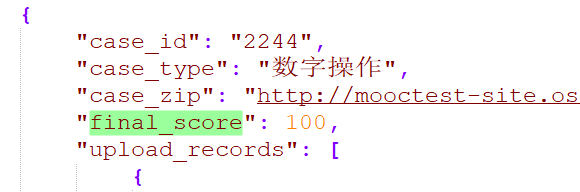 {
"case_id": "2244",
"case_type": "数字操作",
"case_zip": "http://mooctest-site.os
"final_score": 100,
"upload_records": [
{